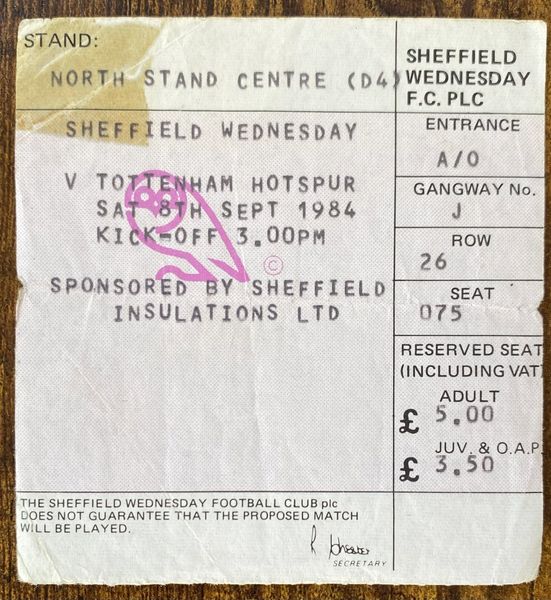 STAND:
NORTH STAND CENTRE (D4)
SHEFFIELD WEDNESDAY
V TOTTENHAM HOTSPUR
SAT 8TH SEPT 1984
KICK-OFF 3.00PM
©
SPONSORED BY SHEFFIELD
INSULATIONS LTD
THE SHEFFIELD WEDNESDAY FOOTBALL CLUB plc
DOES NOT GUARANTEE THAT THE PROPOSED MATCH
WILL BE PLAYED.
SECRETARY
SHEFFIELD
WEDNESDAY
F.C. PLC
ENTRANCE
A/O
GANGWAY No.
J
ROW
26
SEAT
075
RESERVED SEAT
(INCLUDING VAT)
ADULT
£ 5.00
JUV. & O.A.P.
£ 3.50